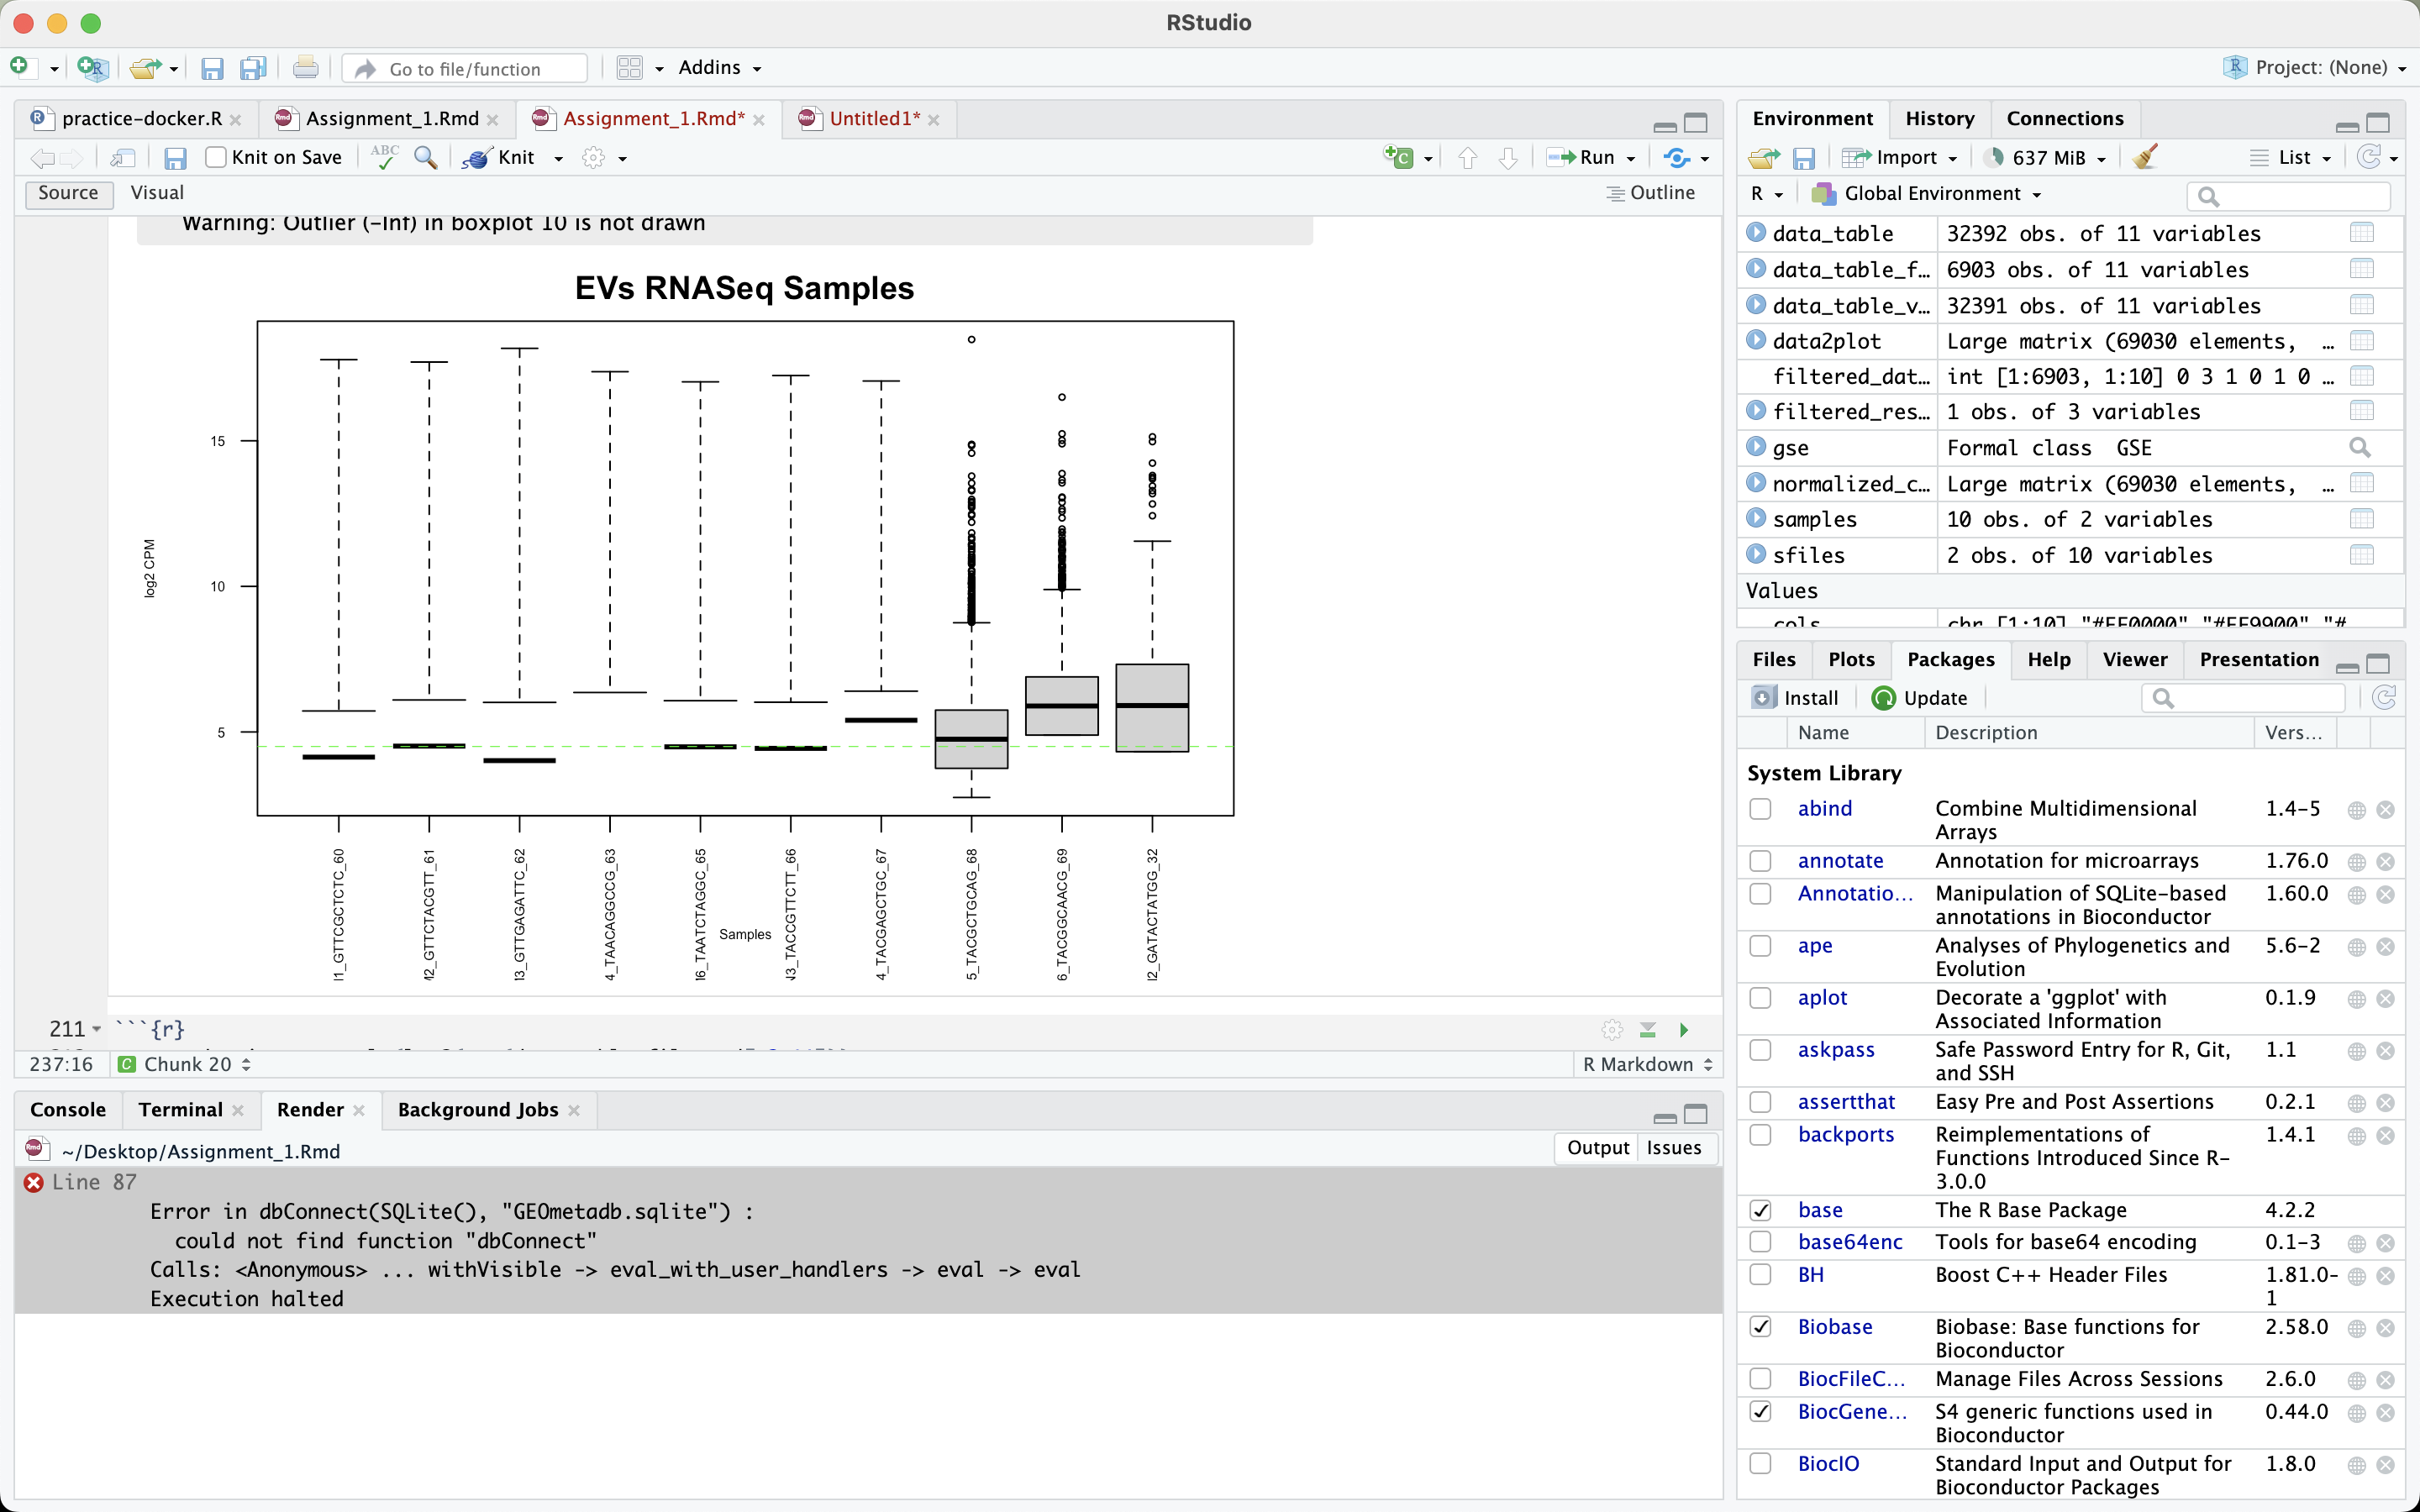 RStudio
Go to file/function
Addins
Project: (None)
practice-docker.R
Assignment_1.Rmd
Assignment_1.Rmd*
Untitled1*
Knit on Save
ABC
Knit
Run
Source
Visual
Outline
Warning: Outlier (-Inf) in boxplot 10 is not drawn
EVs RNASeq Samples
log2 CPM
15
10
5
I1_GTTCCGCTCTC_60
M2_GTTCTACGTT_61
I3_GTTGAGATTC_62
4_TAACAGGCCG_63
I6_TAATCTAGGC_65
N3_TACCGTTCTT_66
4_TACGAGCTGC_67
5_TACGCTGCAG_68
6_TACGGCAACG_69
I2_GATACTATGG_32
Samples
211
```{r}
237:16
C Chunk 20
R Markdown
Console
Terminal
Render
Background Jobs
~/Desktop/Assignment_1.Rmd
Output
Issues
Line 87
Error in dbConnect(SQLite(), "GEOmetadb.sqlite") :
could not find function "dbConnect"
Calls: <Anonymous> ... withVisible -> eval_with_user_handlers -> eval -> eval
Execution halted
Environment
History
Connections
Import
637 MiB
List
R
Global Environment
data_table 32392 obs. of 11 variables
data_table_f… 6903 obs. of 11 variables
data_table_v… 32391 obs. of 11 variables
data2plot Large matrix (69030 elements, …
filtered_dat… int [1:6903, 1:10] 0 3 1 0 1 0 …
filtered_res… 1 obs. of 3 variables
gse Formal class GSE
normalized_c… Large matrix (69030 elements, …
samples 10 obs. of 2 variables
sfiles 2 obs. of 10 variables
Values
cols chr [1:10] "#FF0000" "#FF9900" "#
Files
Plots
Packages
Help
Viewer
Presentation
Install
Update
Name Description Vers…
System Library
abind Combine Multidimensional 1.4-5
Arrays
annotate Annotation for microarrays 1.76.0
Annotatio… Manipulation of SQLite-based 1.60.0
annotations in Bioconductor
ape Analyses of Phylogenetics and 5.6-2
Evolution
aplot Decorate a 'ggplot' with 0.1.9
Associated Information
askpass Safe Password Entry for R, Git, 1.1
and SSH
assertthat Easy Pre and Post Assertions 0.2.1
backports Reimplementations of 1.4.1
Functions Introduced Since R-
3.0.0
base The R Base Package 4.2.2
base64enc Tools for base64 encoding 0.1-3
BH Boost C++ Header Files 1.81.0-
1
Biobase Biobase: Base functions for 2.58.0
Bioconductor
BiocFileC… Manage Files Across Sessions 2.6.0
BiocGene… S4 generic functions used in 0.44.0
Bioconductor
BiocIO Standard Input and Output for 1.8.0
Bioconductor Packages